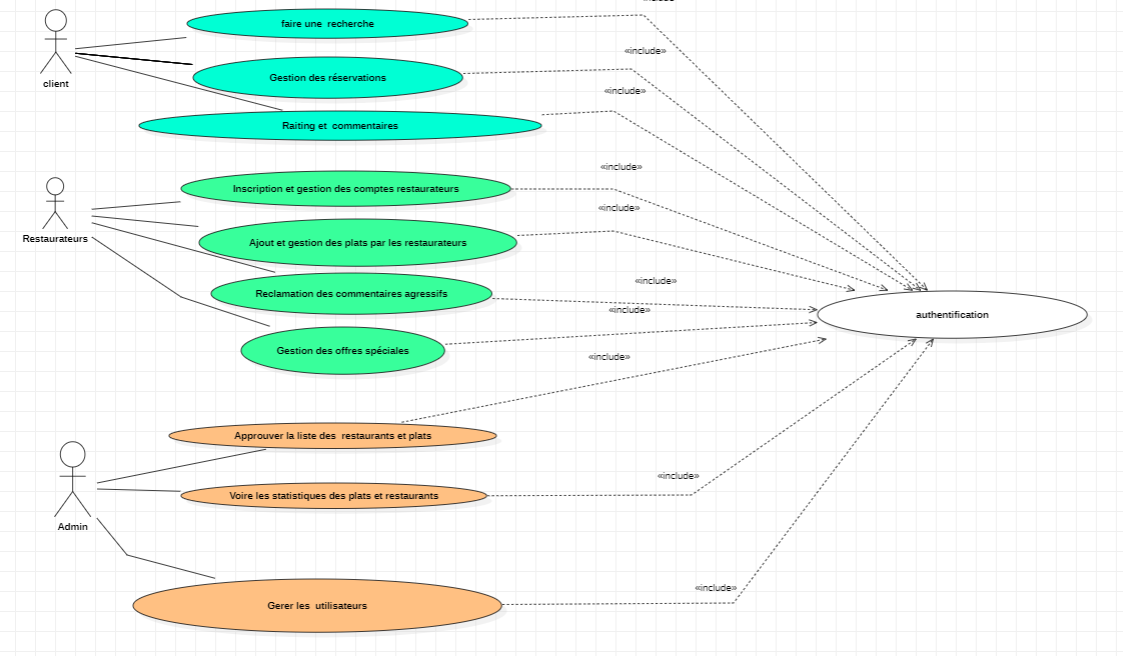 faire une recherche
«include»
Gestion des réservations
client
«include»
Raiting et commentaires
«include»
Inscription et gestion des comptes restaurateurs
«include»
Restaurateurs
Ajout et gestion des plats par les restaurateurs
«include»
Reclamation des commentaires agressifs
«include»
authentification
Gestion des offres spéciales
«include»
Approuver la liste des restaurants et plats
«include»
Voire les statistiques des plats et restaurants
Admin
«include»
Gerer les utilisateurs